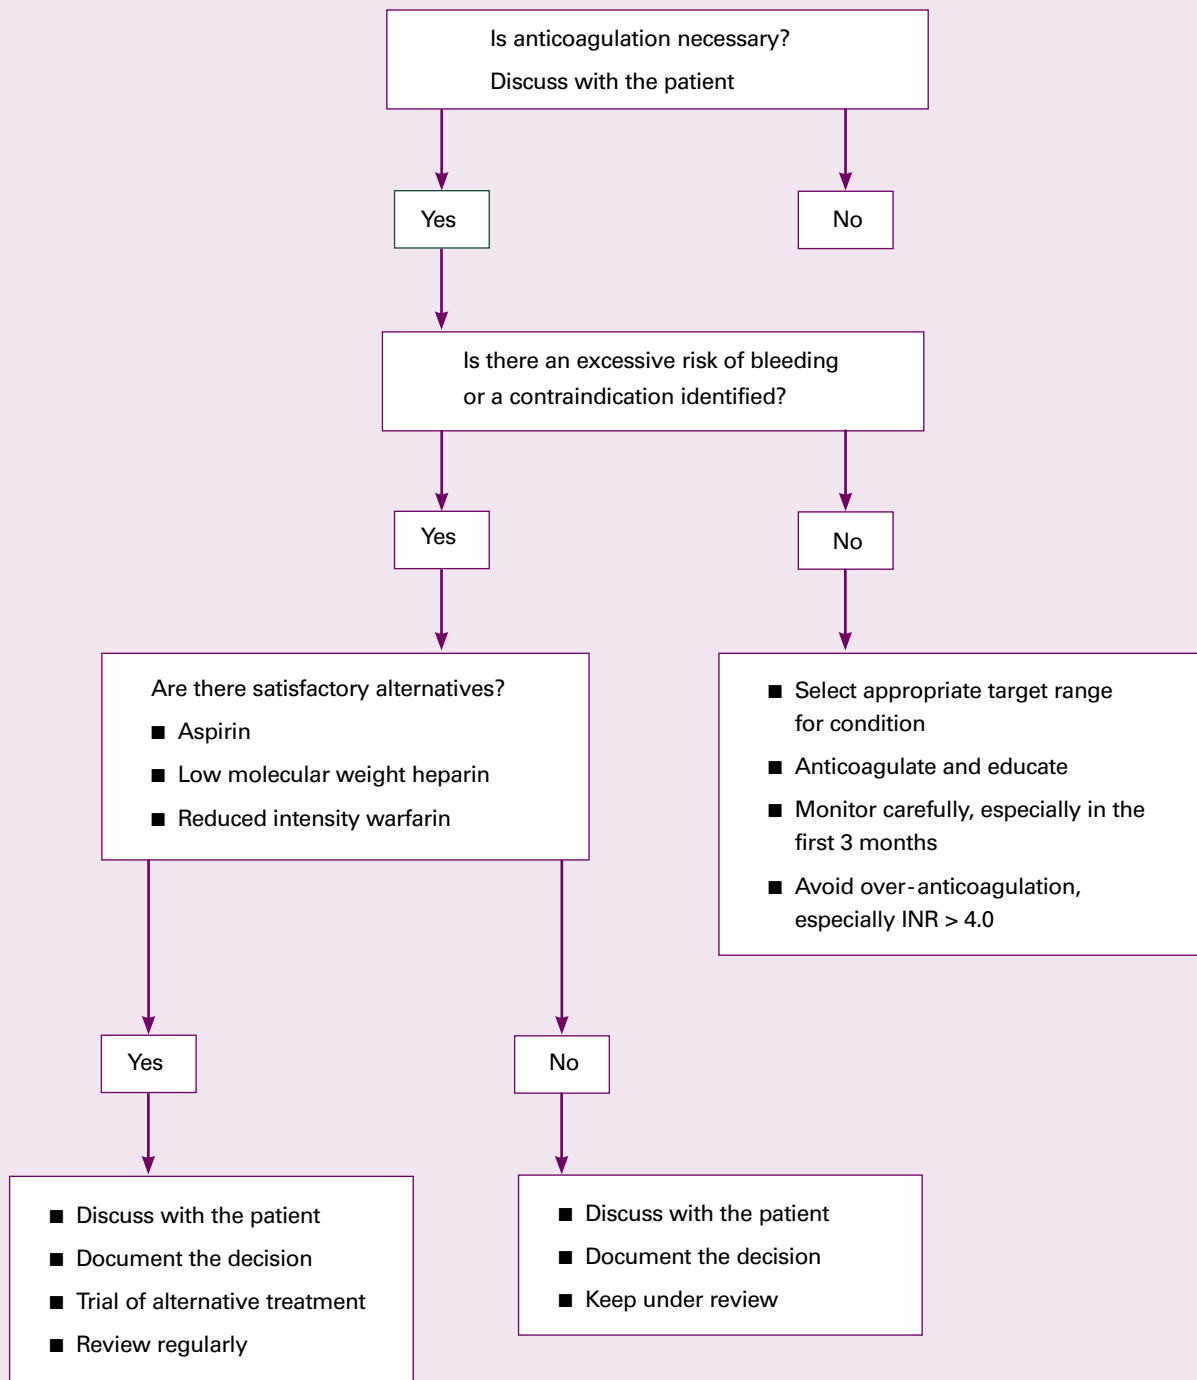 Is anticoagulation necessary?
Discuss with the patient
Yes
No
Is there an excessive risk of bleeding
or a contraindication identified?
Yes
No
Are there satisfactory alternatives?
■ Aspirin
■ Low molecular weight heparin
■ Reduced intensity warfarin
■ Select appropriate target range
for condition
■ Anticoagulate and educate
■ Monitor carefully, especially in the
first 3 months
■ Avoid over-anticoagulation,
especially INR > 4.0
Yes
No
■ Discuss with the patient
■ Document the decision
■ Trial of alternative treatment
■ Review regularly
■ Discuss with the patient
■ Document the decision
■ Keep under review